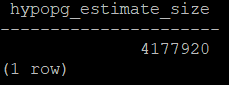 hypopg_estimate_size
----------------------
4177920
(1 row)